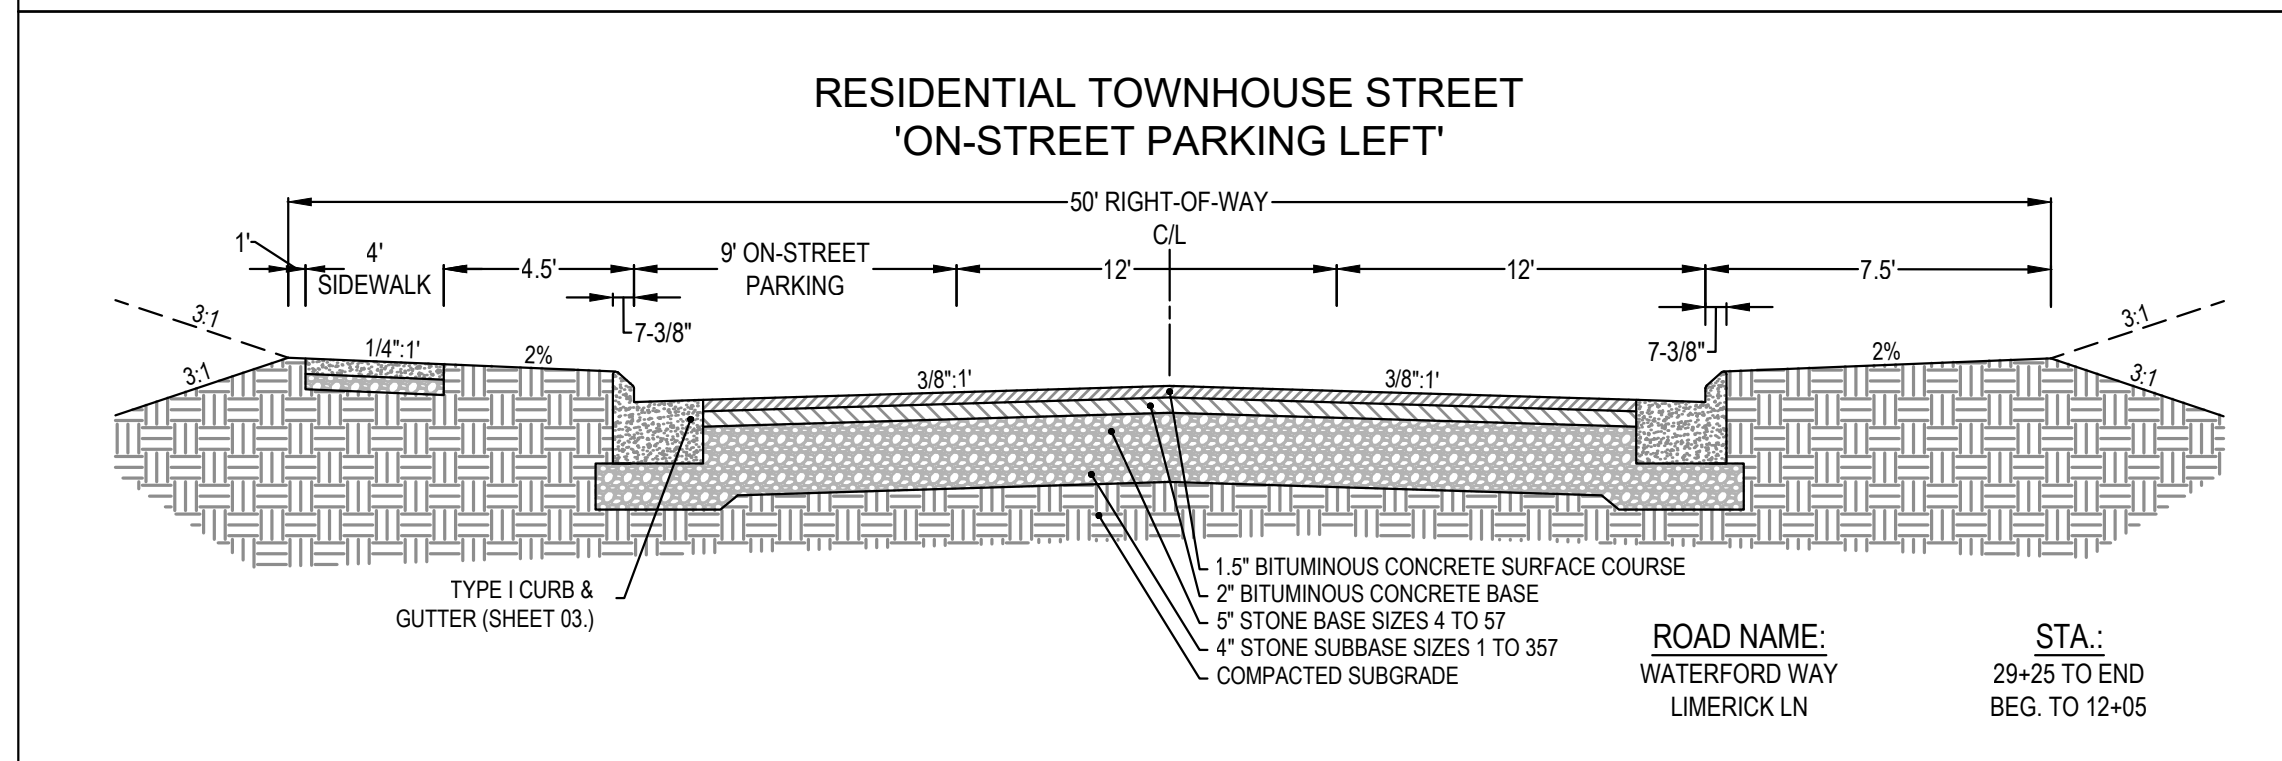 RESIDENTIAL TOWNHOUSE STREET
'ON-STREET PARKING LEFT'
50' RIGHT-OF-WAY
C/L
1'
4'
SIDEWALK
4.5'
9' ON-STREET
PARKING
12'
12'
7.5'
7-3/8"
7-3/8"
3:1
3:1
1/4":1'
2%
3/8":1'
3/8":1'
2%
3:1
3:1
TYPE I CURB &
GUTTER (SHEET 03.)
1.5" BITUMINOUS CONCRETE SURFACE COURSE
2" BITUMINOUS CONCRETE BASE
5" STONE BASE SIZES 4 TO 57
4" STONE SUBBASE SIZES 1 TO 357
COMPACTED SUBGRADE
ROAD NAME:
WATERFORD WAY
LIMERICK LN
STA.:
29+25 TO END
BEG. TO 12+05